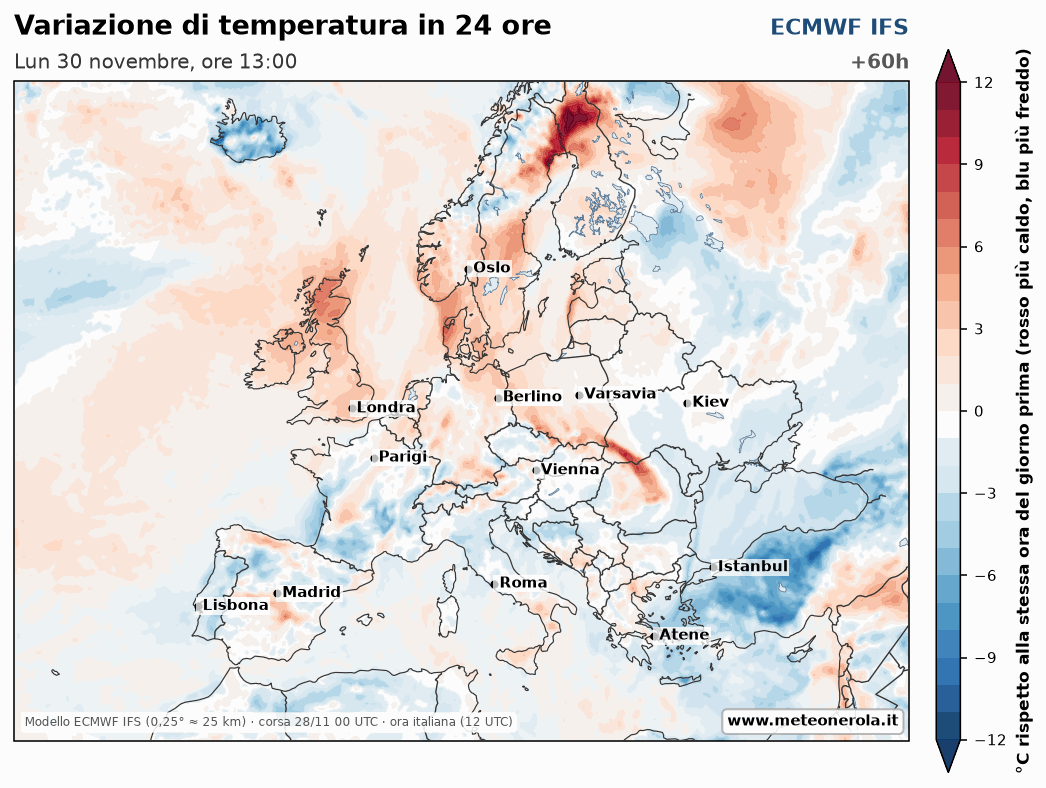 Variazione di temperatura in 24 ore
ECMWF IFS
Lun 30 novembre, ore 13:00
+60h
12
9
6
3
0
−3
−6
−9
−12
°C rispetto alla stessa ora del giorno prima (rosso più caldo, blu più freddo)
Oslo
Londra
Berlino
Varsavia
Kiev
Parigi
Vienna
Istanbul
Roma
Madrid
Lisbona
Atene
Modello ECMWF IFS (0,25° ≈ 25 km) · corsa 28/11 00 UTC · ora italiana (12 UTC)
www.meteonerola.it